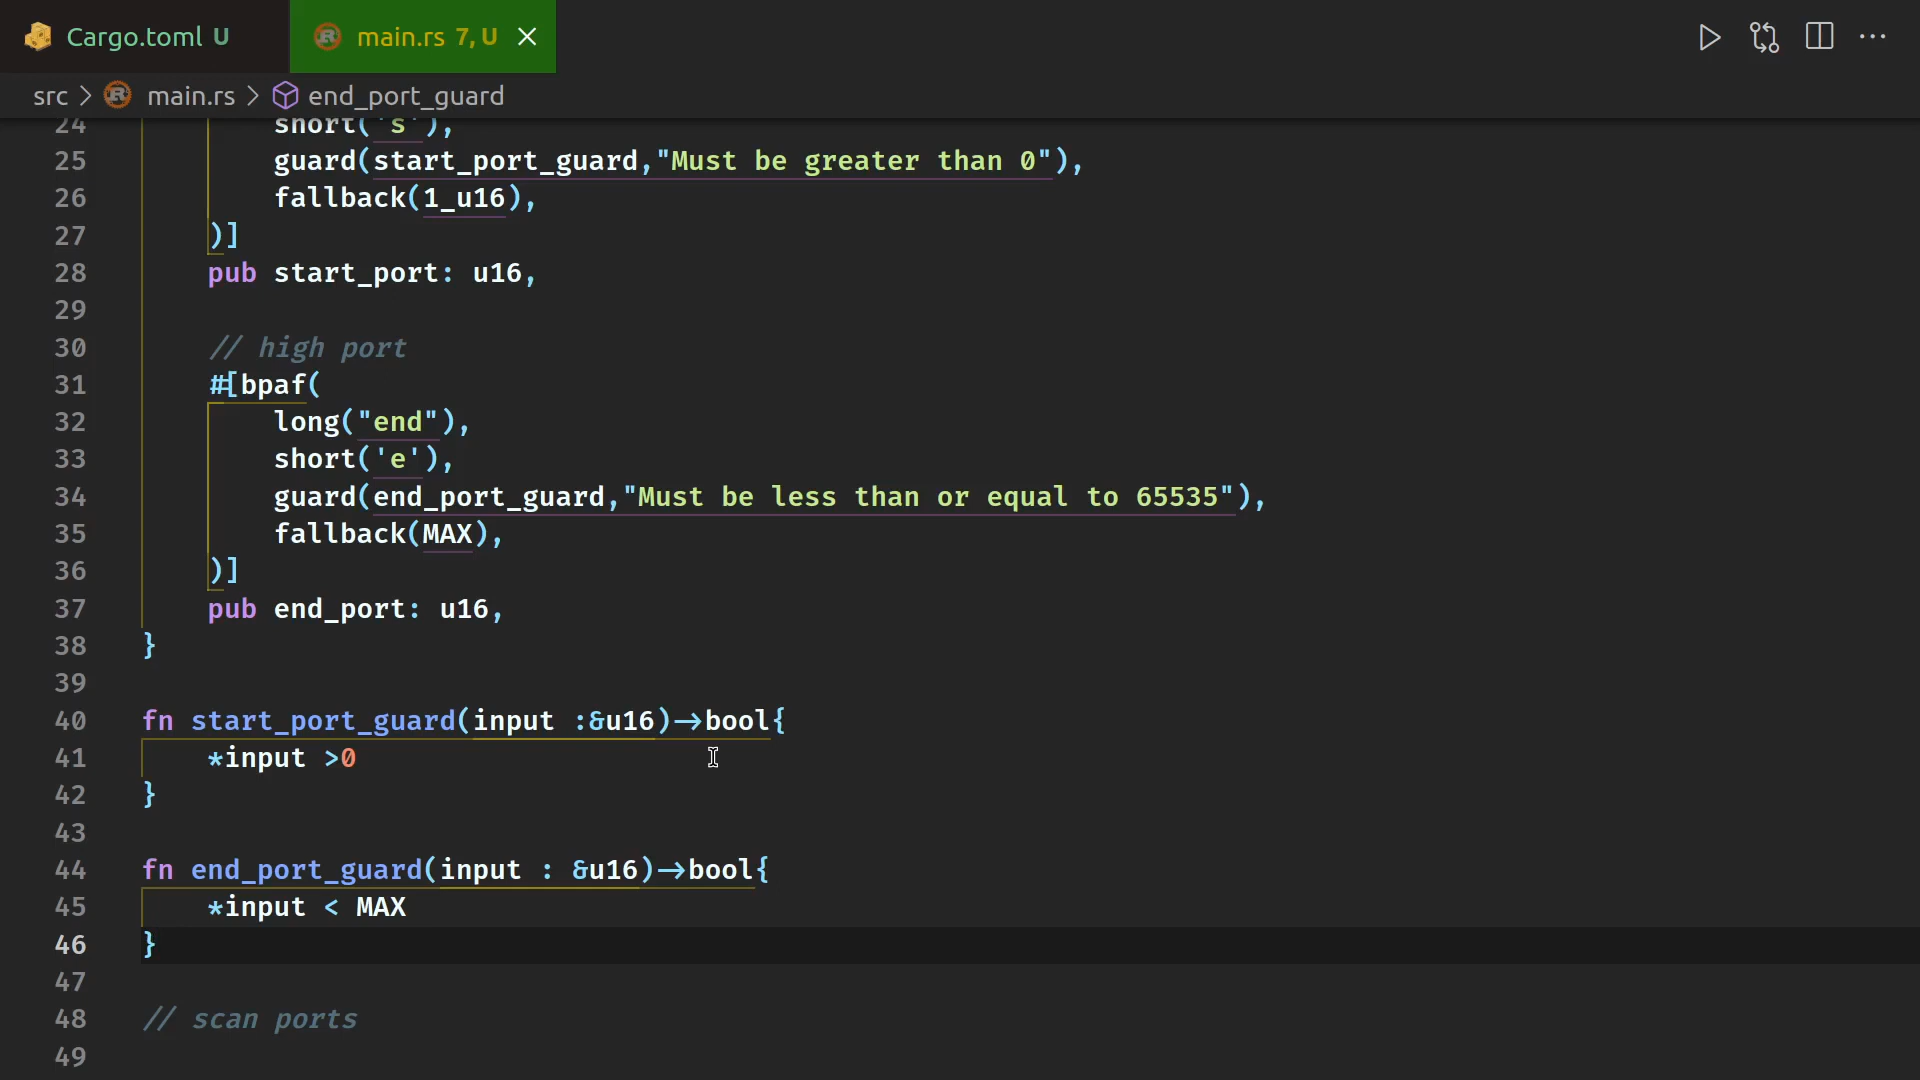 Cargo.toml U
main.rs 7, U
src > main.rs > end_port_guard
24 short('s'),
25 guard(start_port_guard,"Must be greater than 0"),
26 fallback(1_u16),
27 )]
28 pub start_port: u16,
29
30 // high port
31 #[bpaf(
32 long("end"),
33 short('e'),
34 guard(end_port_guard,"Must be less than or equal to 65535"),
35 fallback(MAX),
36 )]
37 pub end_port: u16,
38 }
39
40 fn start_port_guard(input :&u16)->bool{
41 *input >0
42 }
43
44 fn end_port_guard(input : &u16)->bool{
45 *input < MAX
46 }
47
48 // scan ports
49